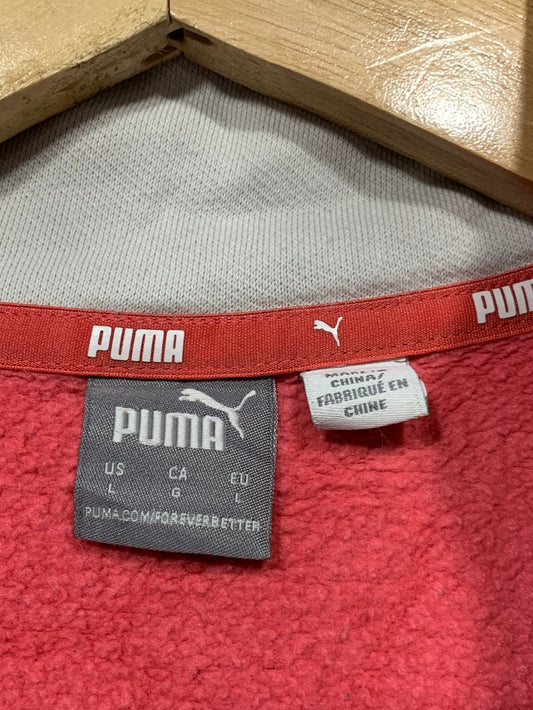 PUMA
PUM
CHINA/
FABRIQUÉ EN
CHINE
PUMA
US CA EU
L G L
PUMA.COM/FOREVERBETTER